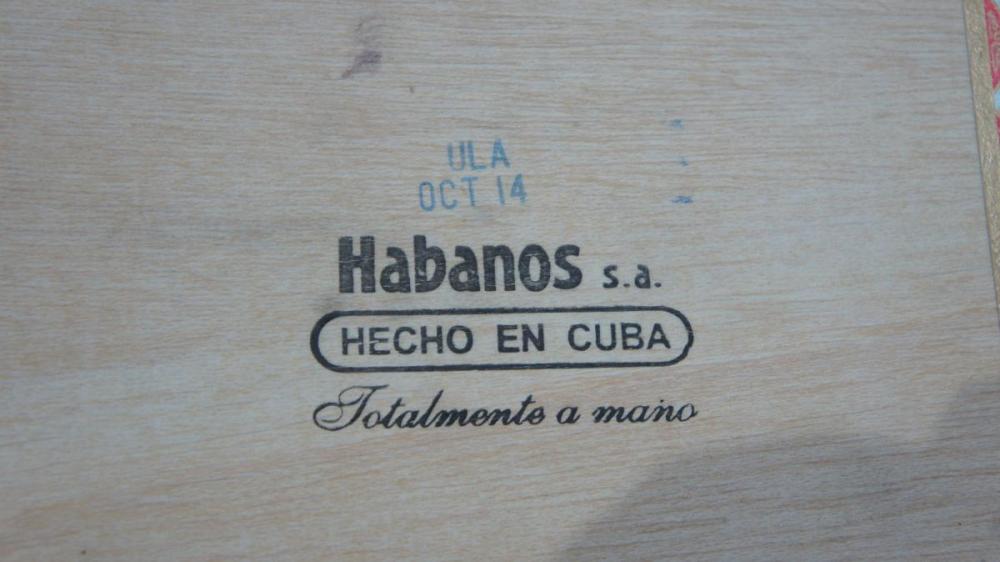 ULA
OCT 14
Habanos s.a.
HECHO EN CUBA
Totalmente a mano